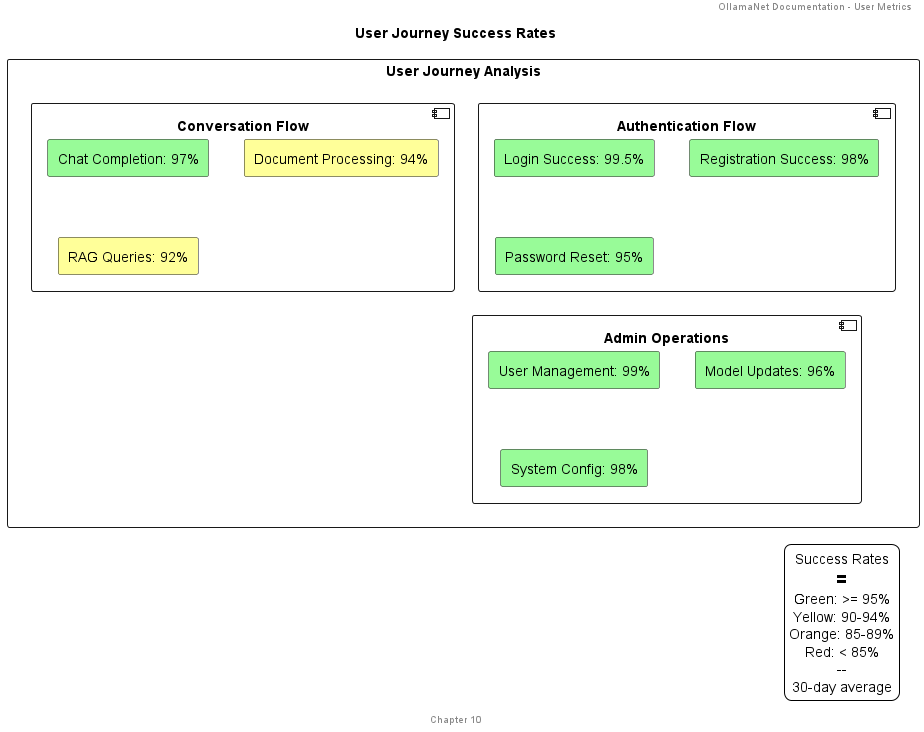 OllamaNet Documentation - User Metrics
User Journey Success Rates
User Journey Analysis
Conversation Flow
Chat Completion: 97%
Document Processing: 94%
RAG Queries: 92%
Authentication Flow
Login Success: 99.5%
Registration Success: 98%
Password Reset: 95%
Admin Operations
User Management: 99%
Model Updates: 96%
System Config: 98%
Success Rates
=
Green: >= 95%
Yellow: 90-94%
Orange: 85-89%
Red: < 85%
--
30-day average
Chapter 10